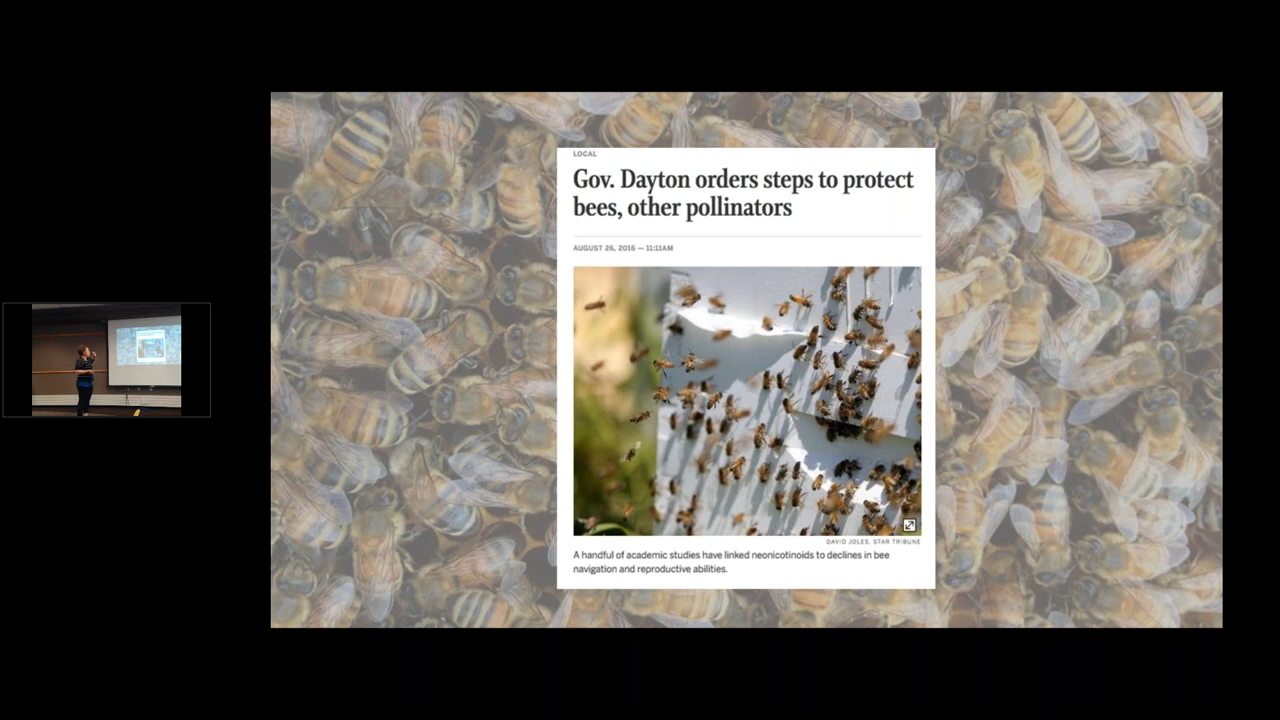 LOCAL
Gov. Dayton orders steps to protect
bees, other pollinators
AUGUST 26, 2016 — 11:11AM
DAVID JOLES, STAR TRIBUNE
A handful of academic studies have linked neonicotinoids to declines in bee
navigation and reproductive abilities.